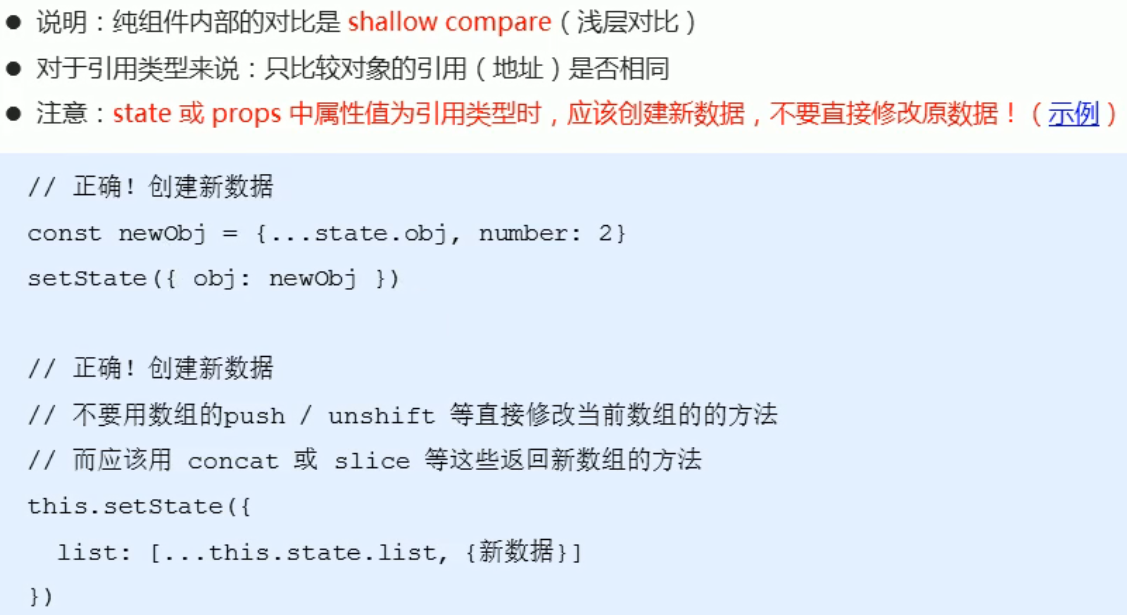 ● 说明：纯组件内部的对比是 shallow compare（浅层对比）
● 对于引用类型来说：只比较对象的引用（地址）是否相同
● 注意：state 或 props 中属性值为引用类型时，应该创建新数据，不要直接修改原数据！（示例）
// 正确！创建新数据
const newObj = {...state.obj, number: 2}
setState({ obj: newObj })
// 正确！创建新数据
// 不要用数组的push / unshift 等直接修改当前数组的的方法
// 而应该用 concat 或 slice 等这些返回新数组的方法
this.setState({
list: [...this.state.list, {新数据}]
})